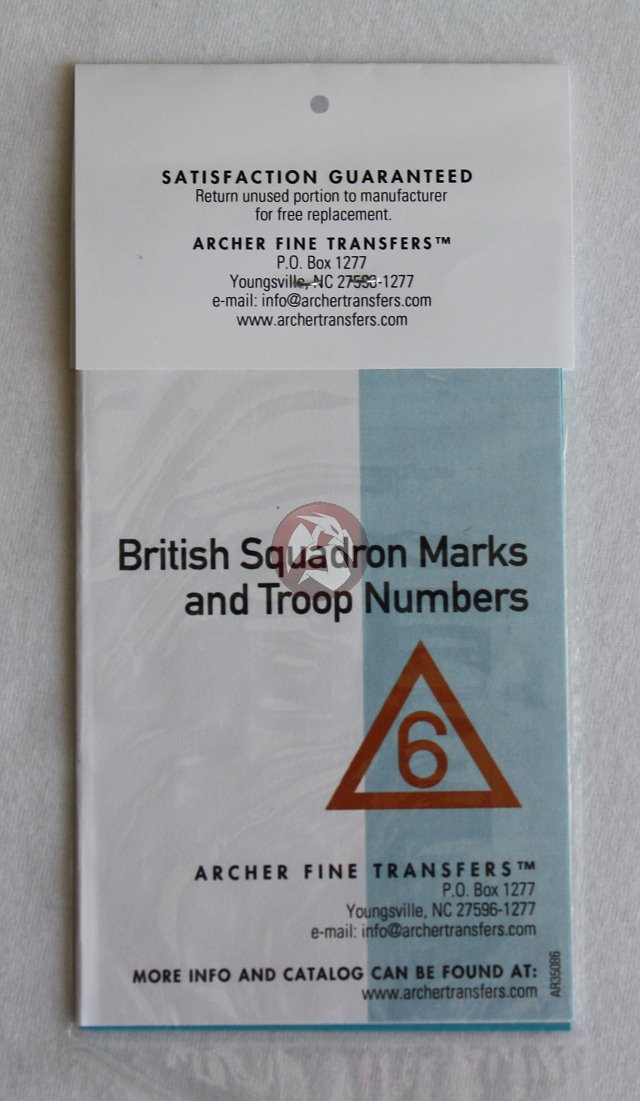 SATISFACTION GUARANTEED
Return unused portion to manufacturer
for free replacement.
ARCHER FINE TRANSFERS™
P.O. Box 1277
Youngsville, NC -1277
e-mail: info@archertransfers.com
www.archertransfers.com
British Squadron Marks
and Troop Numbers
6
ARCHER FINE TRANSFERS™
P.O. Box 1277
Youngsville, NC 27596-1277
e-mail: info@archertransfers.com
MORE INFO AND CATALOG CAN BE FOUND AT:
www.archertransfers.com
AR35086